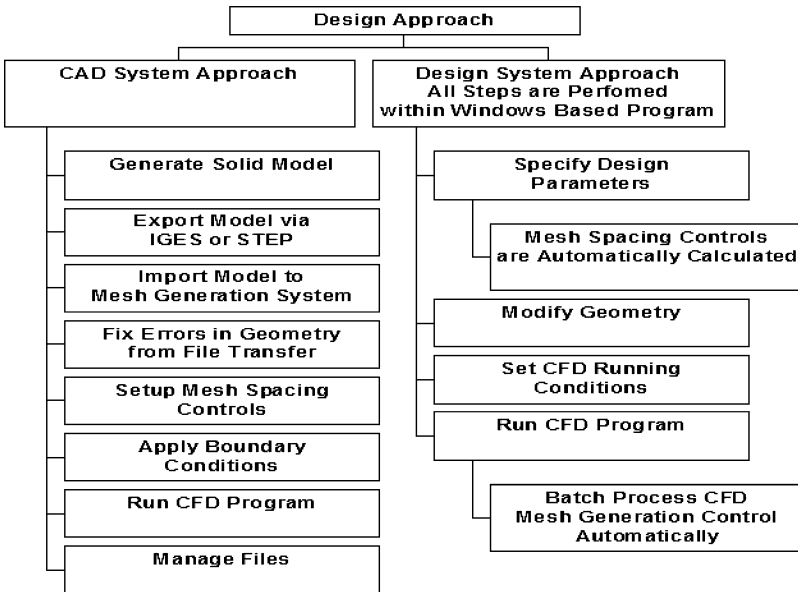 Design Approach
CAD System Approach
Generate Solid Model
Export Model via
IGES or STEP
Import Model to
Mesh Generation System
Fix Errors in Geometry
from File Transfer
Setup Mesh Spacing
Controls
Apply Boundary
Conditions
Run CFD Program
Manage Files
Design System Approach
All Steps are Perfomed
within Windows Based Program
Specify Design
Parameters
Mesh Spacing Controls
are Automatically Calculated
Modify Geometry
Set CFD Running
Conditions
Run CFD Program
Batch Process CFD
Mesh Generation Control
Automatically